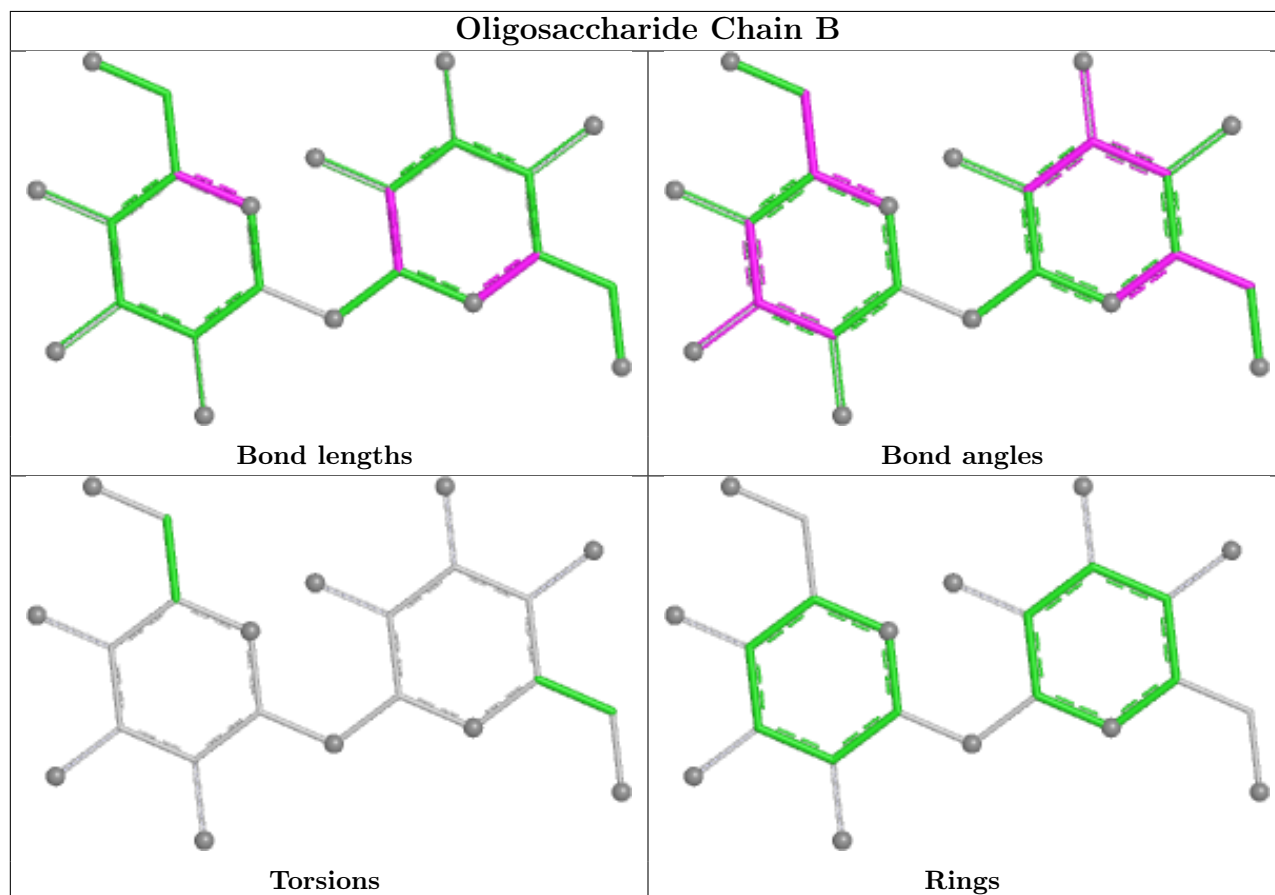 Oligosaccharide Chain B
Bond lengths
Bond angles
Torsions
Rings